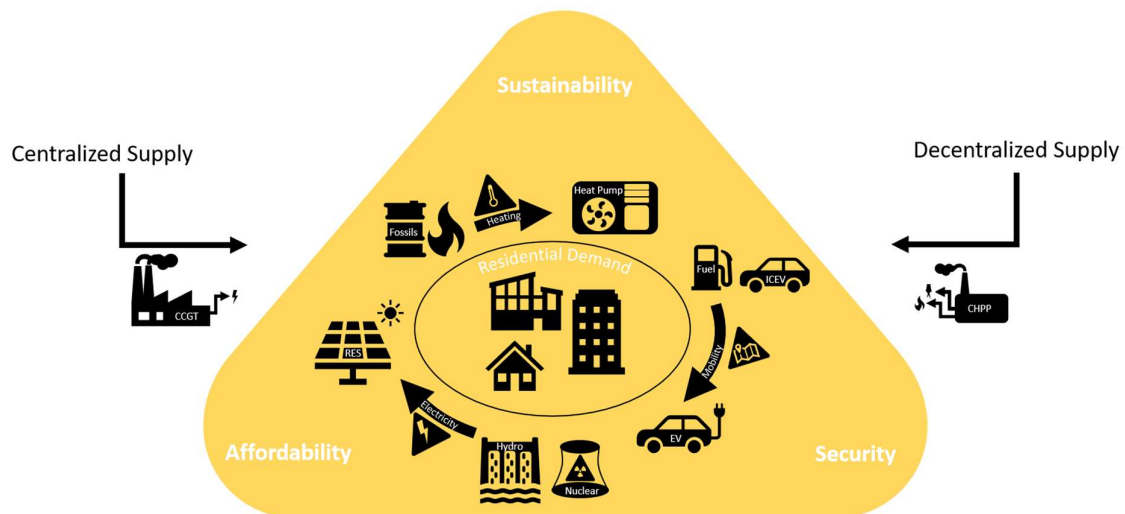 Sustainability
Centralized Supply
Decentralized Supply
Heat Pump
Heating
Fossils
Residential Demand
Fuel
ICEV
CCGT
CHPP
RES
Mobility
Electricity
EV
Hydro
Affordability
Security
Nuclear